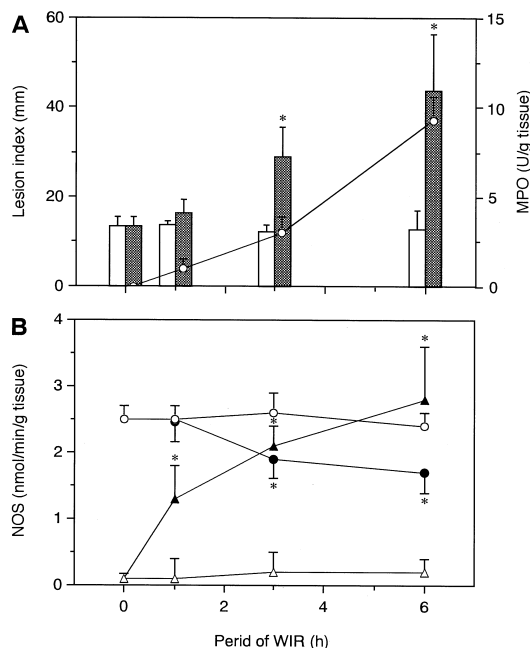 A
60
40
20
0
Lesion index (mm)
*
*
15
10
5
0
MPO (U/g tissue)
B
4
3
2
1
0
NOS (nmol/min/g tissue)
*
*
*
*
*
0 2 4 6
Perid of WIR (h)